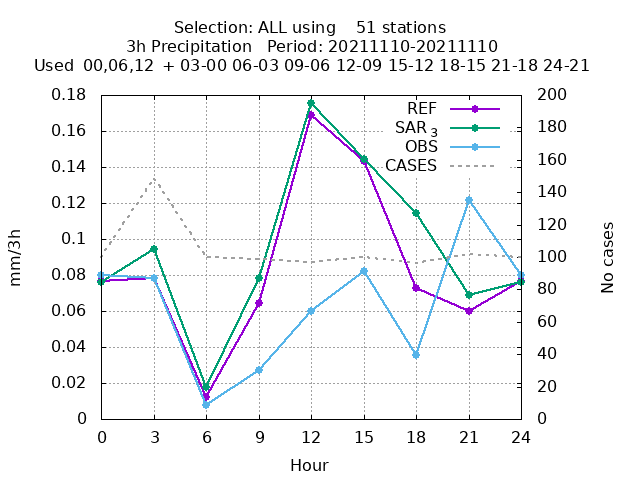 Selection: ALL using    51 stations
3h Precipitation   Period: 20211110-20211110
Used  00,06,12  + 03-00 06-03 09-06 12-09 15-12 18-15 21-18 24-21
REF
SAR 3
OBS
CASES
0.18
0.16
0.14
0.12
0.1
0.08
0.06
0.04
0.02
0
mm/3h
200
180
160
140
120
100
80
60
40
20
0
No cases
0 3 6 9 12 15 18 21 24
Hour